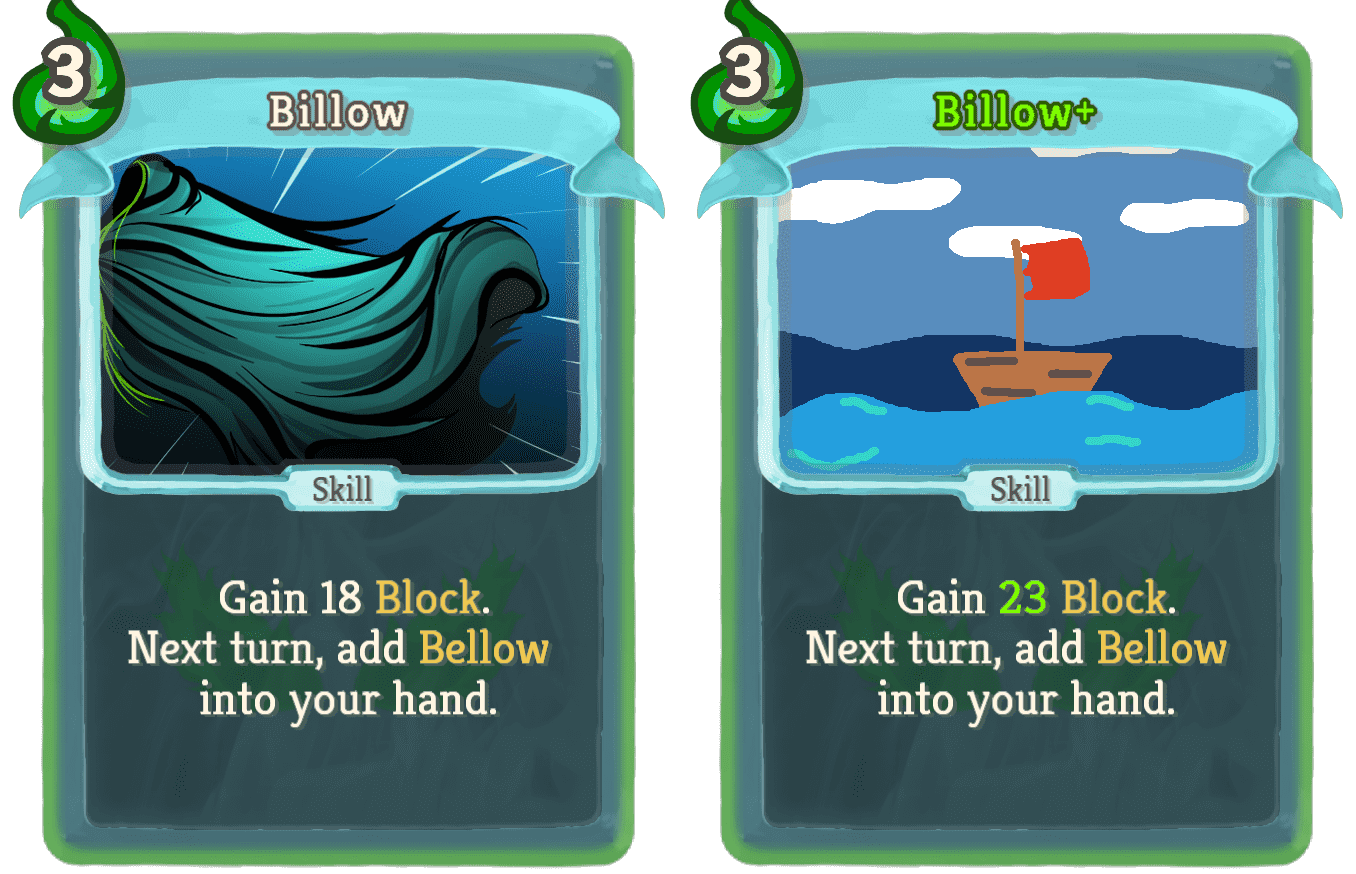 3
Billow
Skill
Gain 18 Block.
Next turn, add Bellow
into your hand.
3
Billow+
Skill
Gain 23 Block.
Next turn, add Bellow
into your hand.